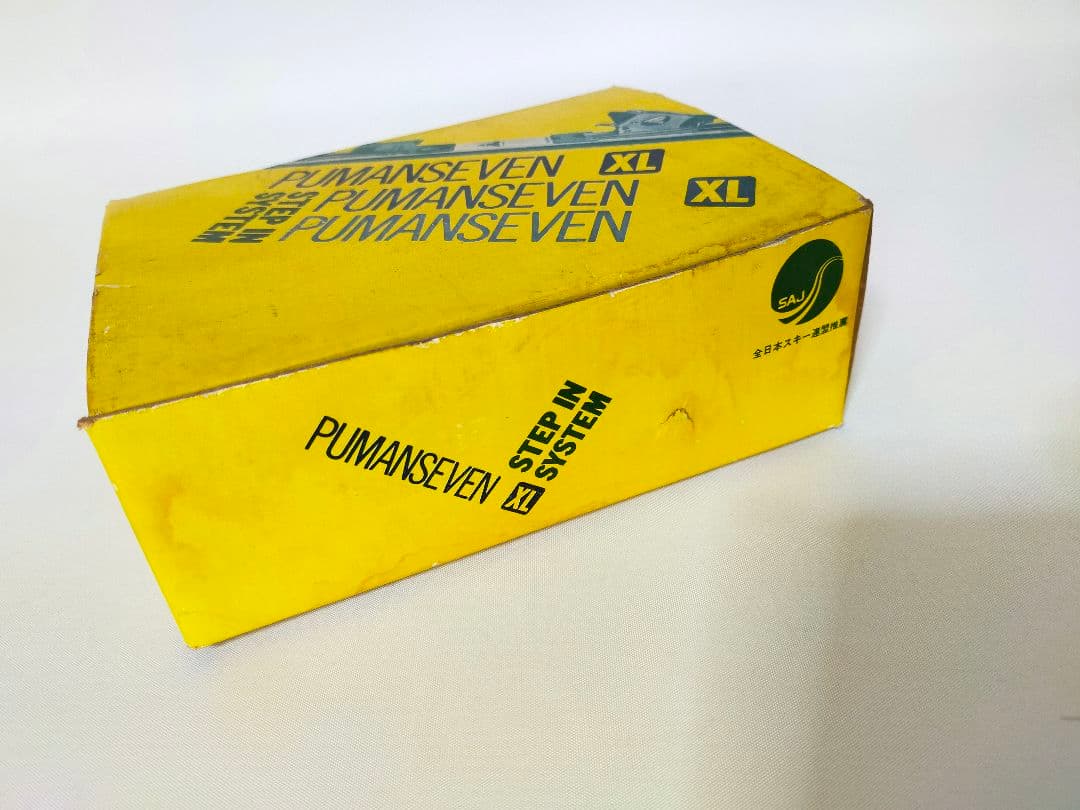 PUMANSEVEN XL
STEP IN
SYSTEM
PUMANSEVEN XL
PUMANSEVEN
SAJ
全日本スキー連盟推薦
PUMANSEVEN XL
STEP IN
SYSTEM